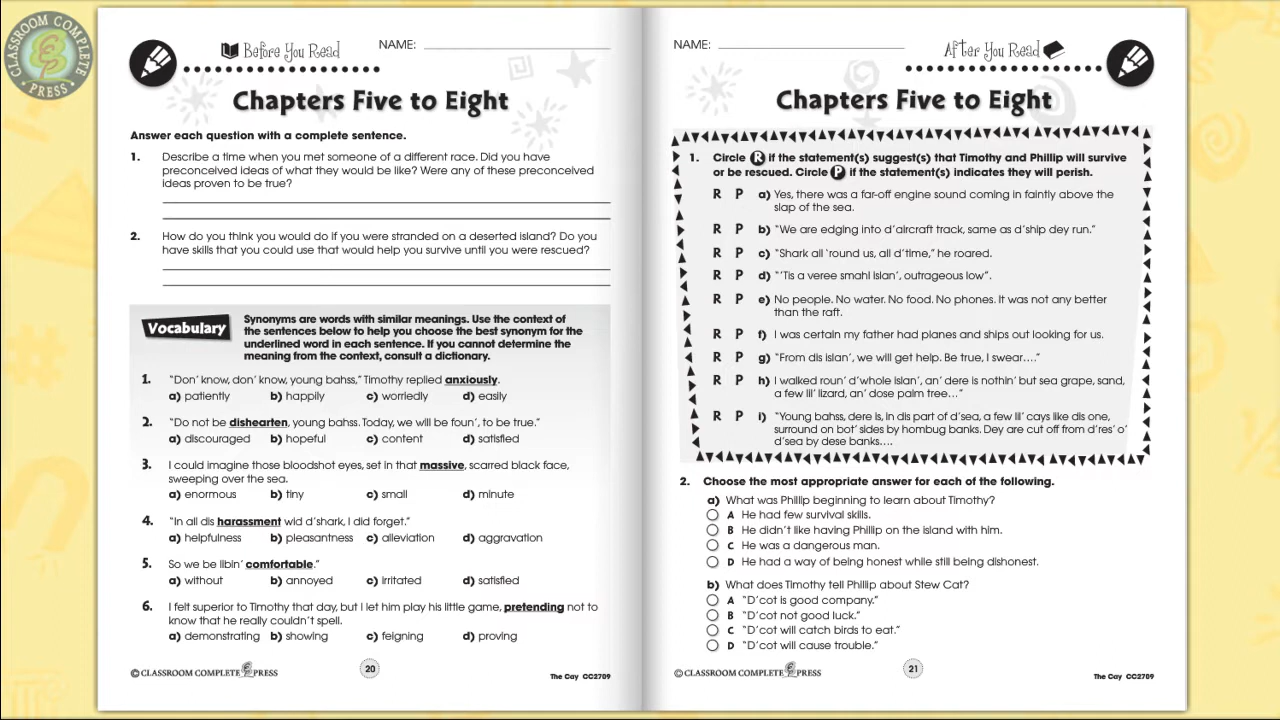 CLASSROOM COMPLETE
PRESS
Before You Read
NAME:
Chapters Five to Eight
Answer each question with a complete sentence.
1. Describe a time when you met someone of a different race. Did you have
preconceived ideas of what they would be like? Were any of these preconceived
ideas proven to be true?
2. How do you think you would do if you were stranded on a deserted island? Do you
have skills that you could use that would help you survive until you were rescued?
Vocabulary
Synonyms are words with similar meanings. Use the context of
the sentences below to help you choose the best synonym for the
underlined word in each sentence. If you cannot determine the
meaning from the context, consult a dictionary.
1. "Don' know, don' know, young bahss," Timothy replied anxiously.
a) patiently b) happily c) worriedly d) easily
2. "Do not be dishearten, young bahss. Today, we will be foun', to be true."
a) discouraged b) hopeful c) content d) satisfied
3. I could imagine those bloodshot eyes, set in that massive, scarred black face,
sweeping over the sea.
a) enormous b) tiny c) small d) minute
4. "In all dis harassment wid d'shark, I did forget."
a) helpfulness b) pleasantness c) alleviation d) aggravation
5. So we be libin' comfortable."
a) without b) annoyed c) irritated d) satisfied
6. I felt superior to Timothy that day, but I let him play his little game, pretending not to
know that he really couldn't spell.
a) demonstrating b) showing c) feigning d) proving
© CLASSROOM COMPLETE PRESS
20
The Cay CC2709
NAME:
After You Read
Chapters Five to Eight
1. Circle R if the statement(s) suggest(s) that Timothy and Phillip will survive
or be rescued. Circle P if the statement(s) indicates they will perish.
R P a) Yes, there was a far-off engine sound coming in faintly above the
slap of the sea.
R P b) "We are edging into d'aircraft track, same as d'ship dey run."
R P c) "Shark all 'round us, all d'time," he roared.
R P d) "'Tis a veree smahl islan', outrageous low".
R P e) No people. No water. No food. No phones. It was not any better
than the raft.
R P f) I was certain my father had planes and ships out looking for us.
R P g) "From dis islan', we will get help. Be true, I swear...."
R P h) I walked roun' d'whole islan', an' dere is nothin' but sea grape, sand,
a few lil' lizard, an' dose palm tree…"
R P i) "Young bahss, dere is, in dis part of d'sea, a few lil' cays like dis one,
surround on bot' sides by hombug banks. Dey are cut off from d'res' o'
d'sea by dese banks….
2. Choose the most appropriate answer for each of the following.
a) What was Phillip beginning to learn about Timothy?
A He had few survival skills.
B He didn't like having Phillip on the island with him.
C He was a dangerous man.
D He had a way of being honest while still being dishonest.
b) What does Timothy tell Phillip about Stew Cat?
A "D'cot is good company."
B "D'cot not good luck."
C "D'cot will catch birds to eat."
D "D'cot will cause trouble."
© CLASSROOM COMPLETE PRESS
21
The Cay CC2709